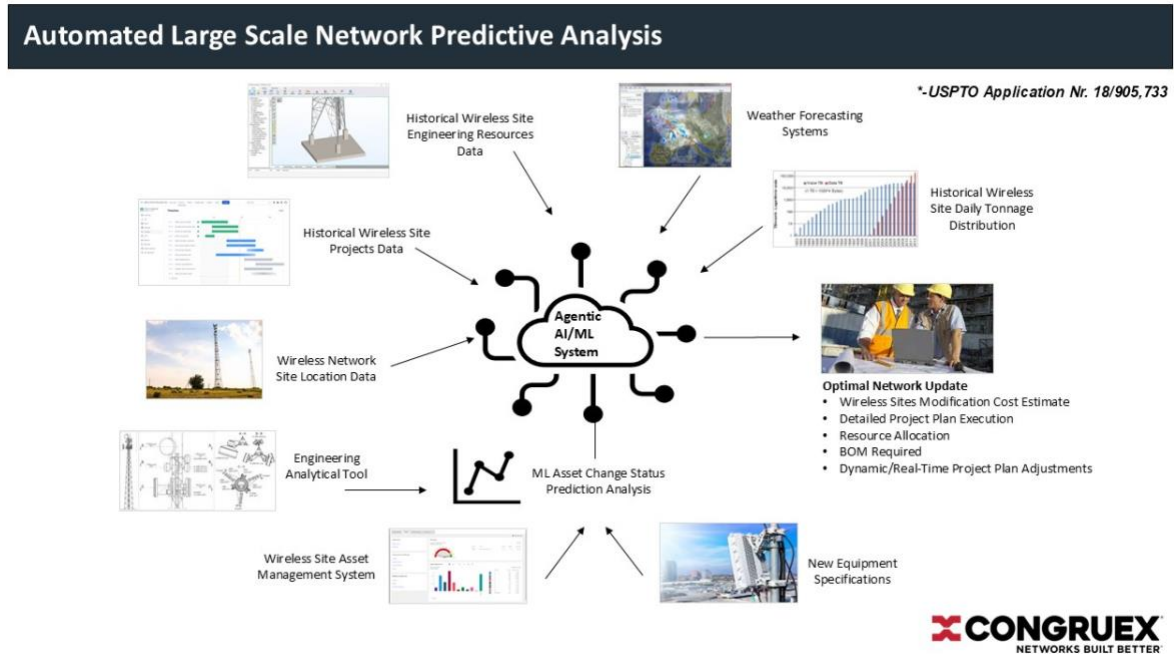 Automated Large Scale Network Predictive Analysis
*-USPTO Application Nr. 18/905,733
Historical Wireless Site
Engineering Resources
Data
Weather Forecasting
Systems
Historical Wireless
Site Daily Tonnage
Distribution
Historical Wireless Site
Projects Data
Agentic
AI/ML
System
Wireless Network
Site Location Data
Optimal Network Update
• Wireless Sites Modification Cost Estimate
• Detailed Project Plan Execution
• Resource Allocation
• BOM Required
• Dynamic/Real-Time Project Plan Adjustments
Engineering
Analytical Tool
ML Asset Change Status
Prediction Analysis
Wireless Site Asset
Management System
New Equipment
Specifications
CONGRUEX
NETWORKS BUILT BETTER